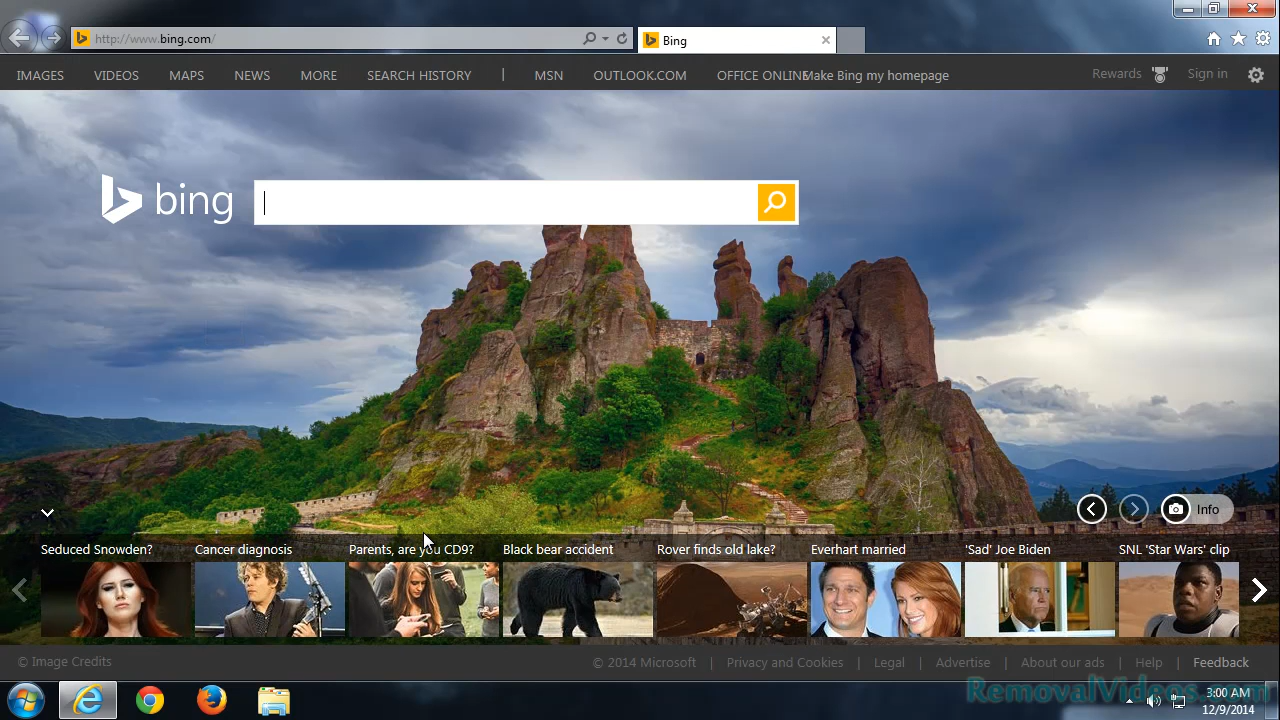 http://www.bing.com/
Bing
IMAGES VIDEOS MAPS NEWS MORE SEARCH HISTORY | MSN OUTLOOK.COM OFFICE ONLINE Make Bing my homepage Rewards Sign in
bing
Info
Seduced Snowden? Cancer diagnosis Parents, are you CD9? Black bear accident Rover finds old lake? Everhart married 'Sad' Joe Biden SNL 'Star Wars' clip
© Image Credits © 2014 Microsoft | Privacy and Cookies | Legal | Advertise | About our ads | Help | Feedback
RemovalVideos.com
3:00 AM
12/9/2014